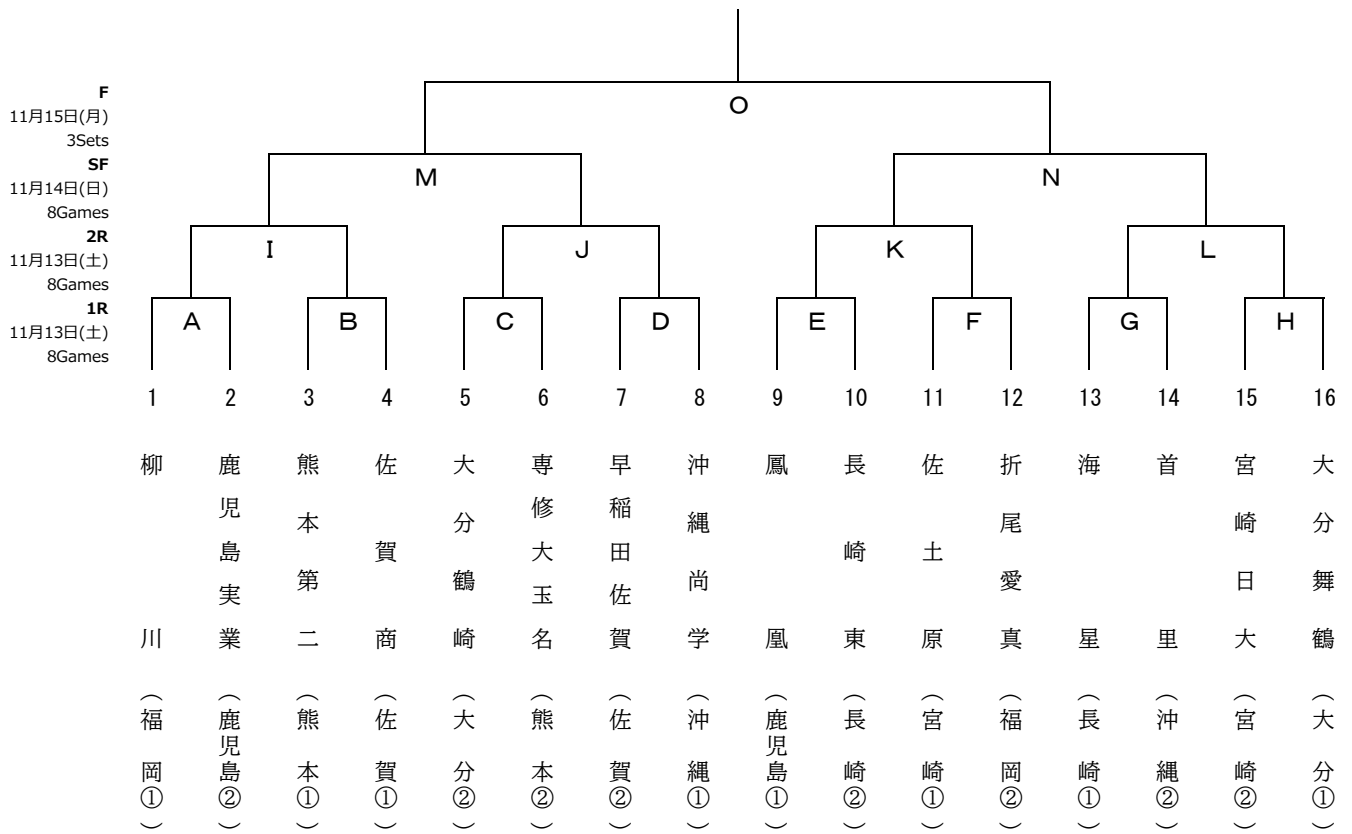 O
F
11月15日(月)
3Sets
M
N
SF
11月14日(日)
8Games
I
J
K
L
2R
11月13日(土)
8Games
A
B
C
D
E
F
G
H
1R
11月13日(土)
8Games
1
2
3
4
5
6
7
8
9
10
11
12
13
14
15
16
柳川（福岡①）
鹿児島実業（鹿児島②）
熊本第二（熊本①）
佐賀商（佐賀①）
大分鶴崎（大分②）
専修大玉名（熊本②）
早稲田佐賀（佐賀②）
沖縄尚学（沖縄①）
鳳凰（鹿児島①）
長崎東（長崎②）
佐土原（宮崎①）
折尾愛真（福岡②）
海星（長崎①）
首里（沖縄②）
宮崎日大（宮崎②）
大分舞鶴（大分①）